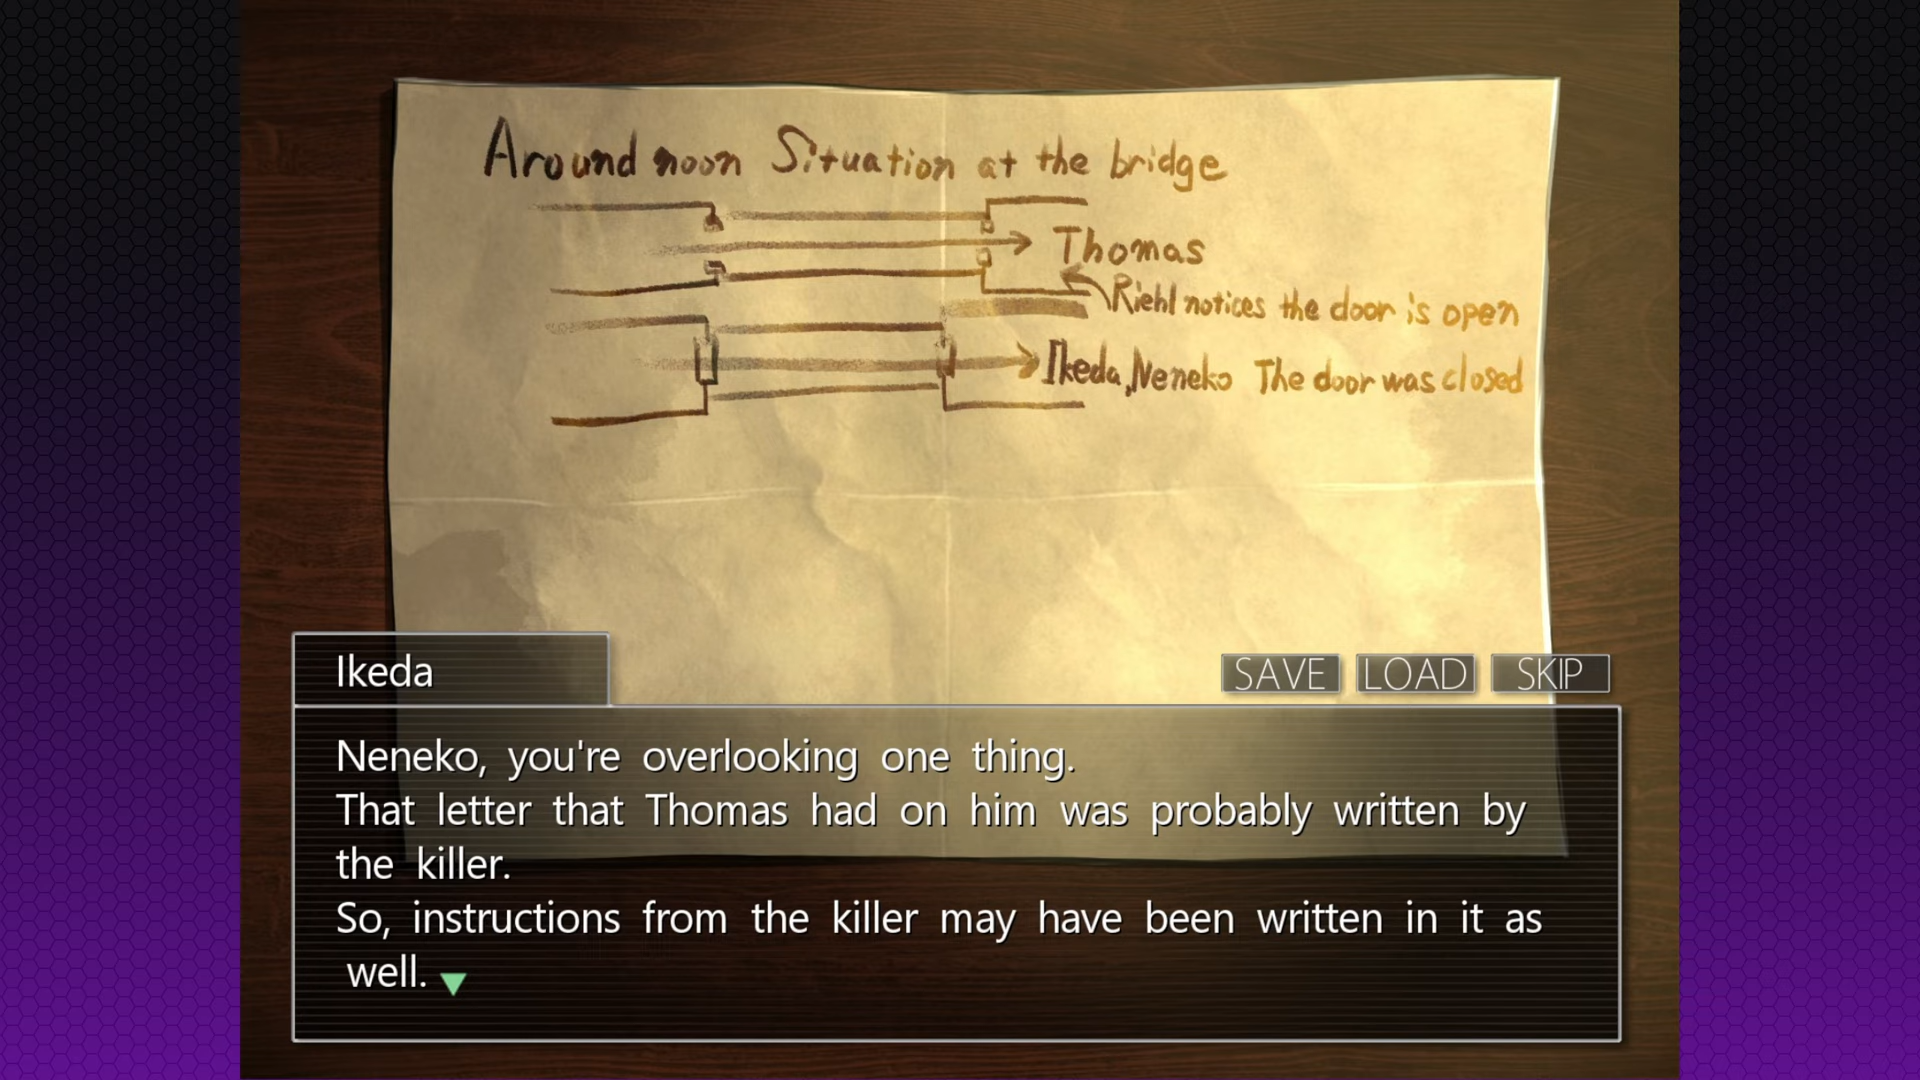 Around noon Situation at the bridge
Thomas
Riehl notices the door is open
Ikeda,Neneko The door was closed
Ikeda
SAVE LOAD SKIP
Neneko, you're overlooking one thing.
That letter that Thomas had on him was probably written by
the killer.
So, instructions from the killer may have been written in it as
well.